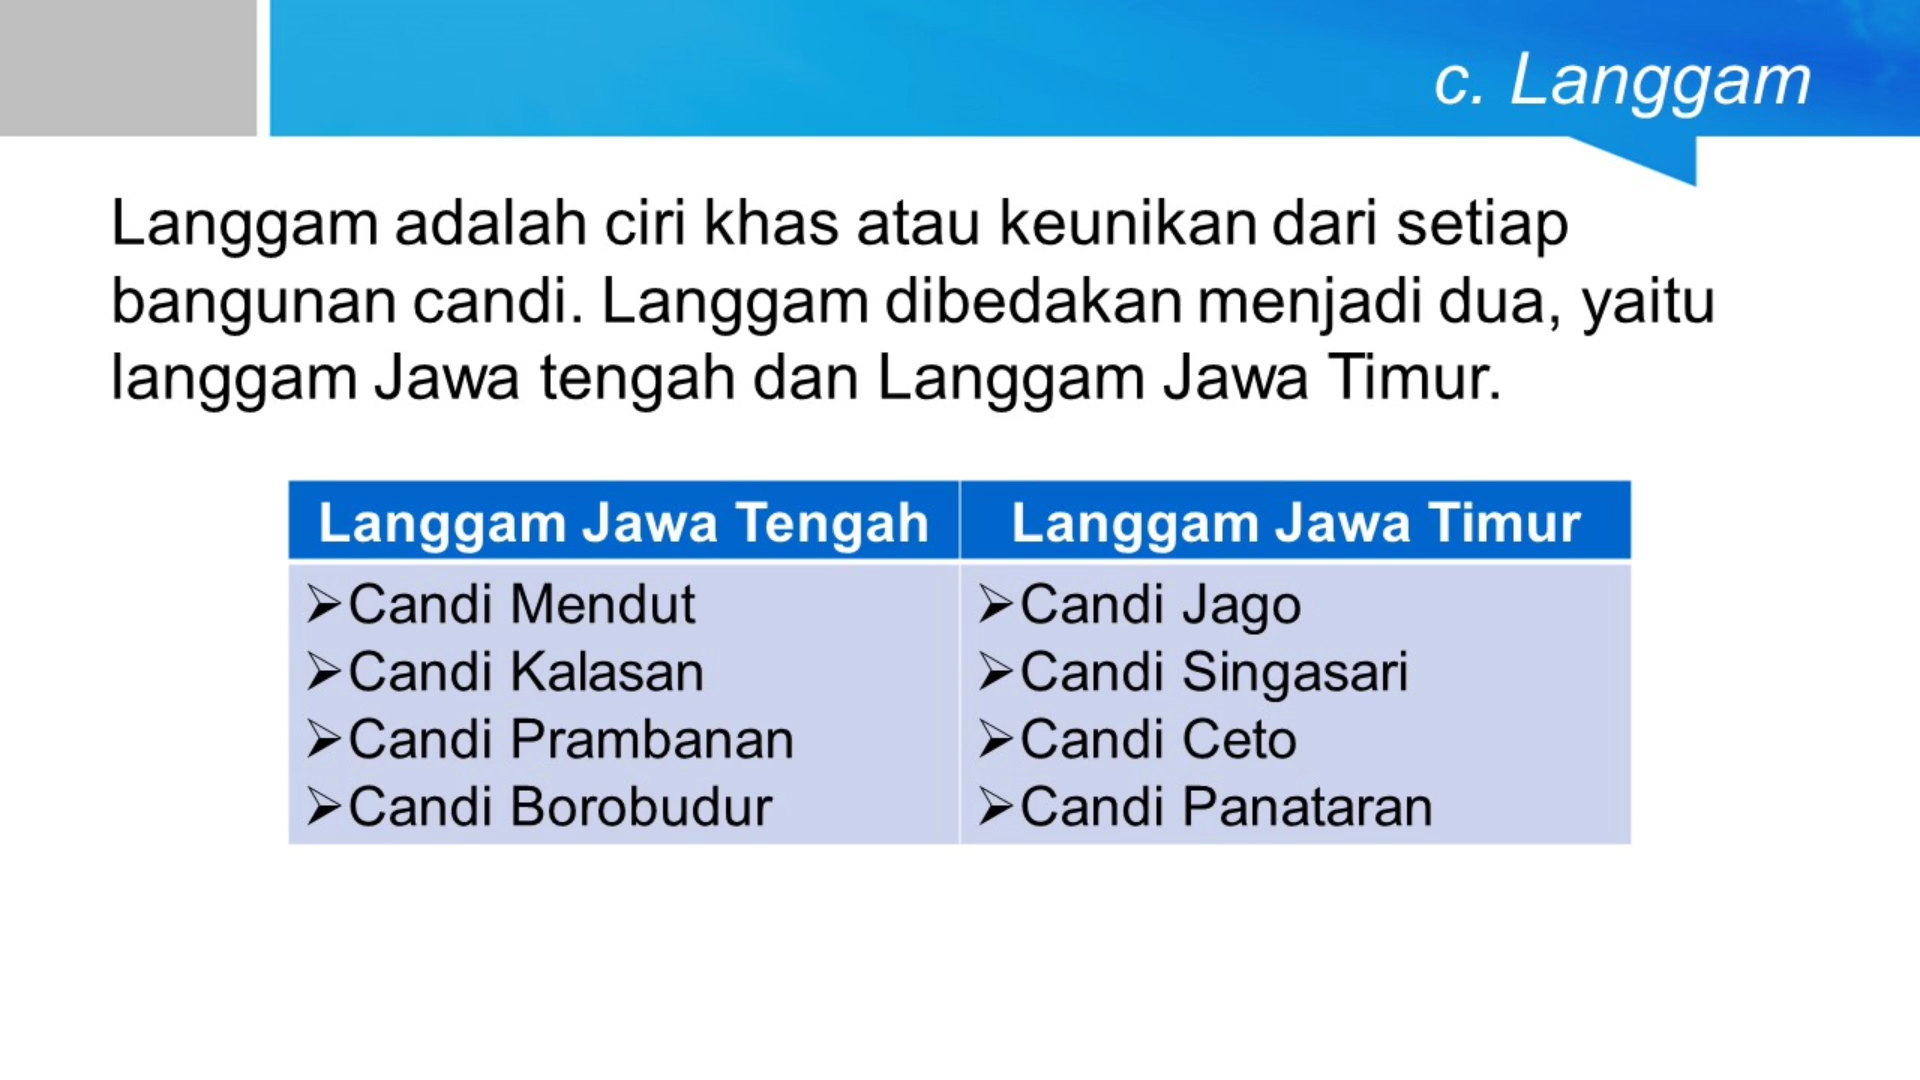 c. Langgam
Langgam adalah ciri khas atau keunikan dari setiap
bangunan candi. Langgam dibedakan menjadi dua, yaitu
langgam Jawa tengah dan Langgam Jawa Timur.
Langgam Jawa Tengah
➢Candi Mendut
➢Candi Kalasan
➢Candi Prambanan
➢Candi Borobudur
Langgam Jawa Timur
➢Candi Jago
➢Candi Singasari
➢Candi Ceto
➢Candi Panataran